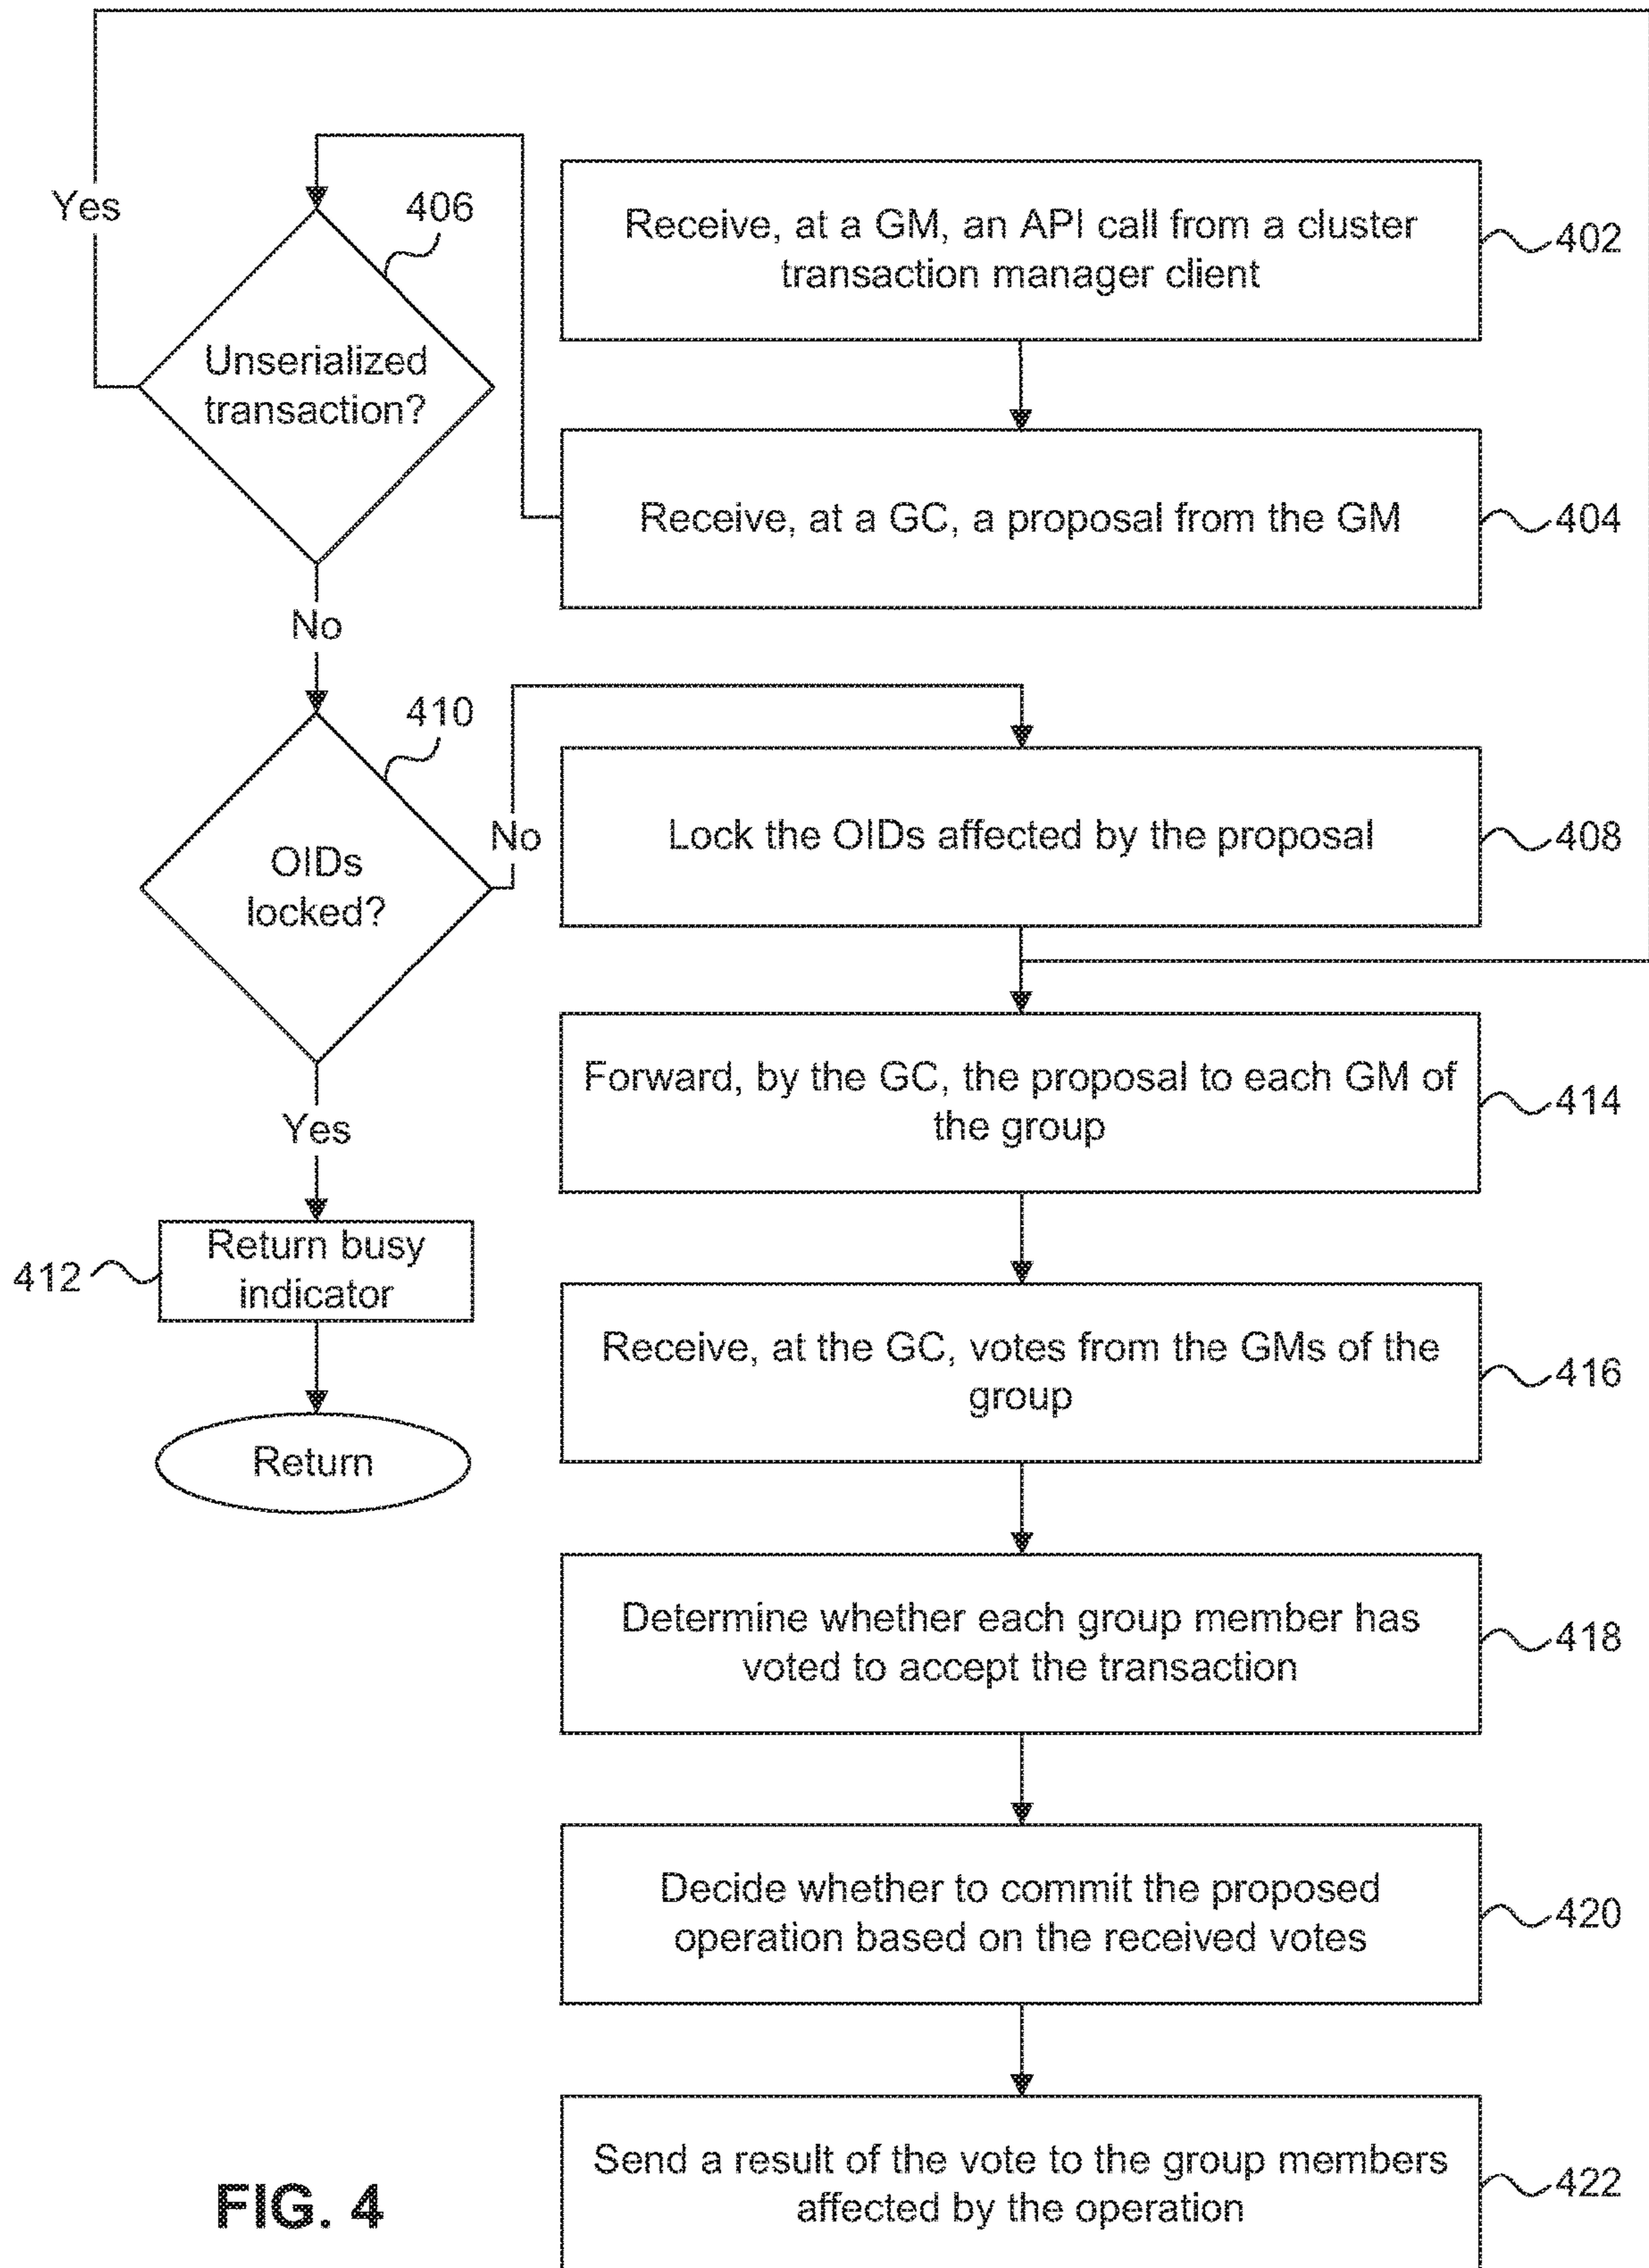 Yes
406
Receive, at a GM, an API call from a cluster
transaction manager client
402
Unserialized
transaction?
Receive, at a GC, a proposal from the GM
404
No
410
OIDs
locked?
No
Lock the OIDs affected by the proposal
408
Forward, by the GC, the proposal to each GM of
the group
414
Yes
Return busy
indicator
412
Receive, at the GC, votes from the GMs of the
group
416
Return
Determine whether each group member has
voted to accept the transaction
418
Decide whether to commit the proposed
operation based on the received votes
420
Send a result of the vote to the group members
affected by the operation
422
FIG. 4